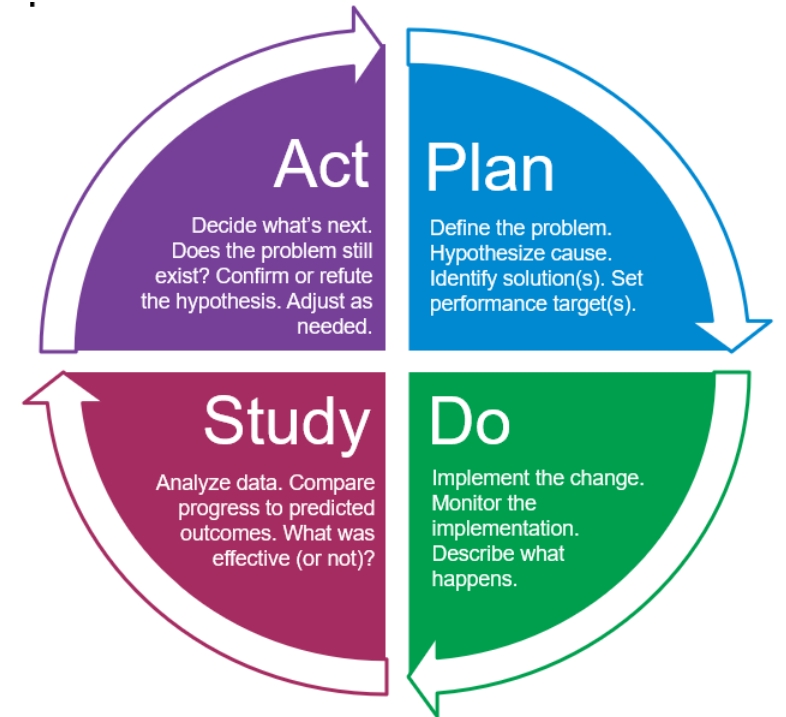 Act
Decide what's next.
Does the problem still
exist? Confirm or refute
the hypothesis. Adjust as
needed.
Plan
Define the problem.
Hypothesize cause.
Identify solution(s). Set
performance target(s).
Study
Analyze data. Compare
progress to predicted
outcomes. What was
effective (or not)?
Do
Implement the change.
Monitor the
implementation.
Describe what
happens.